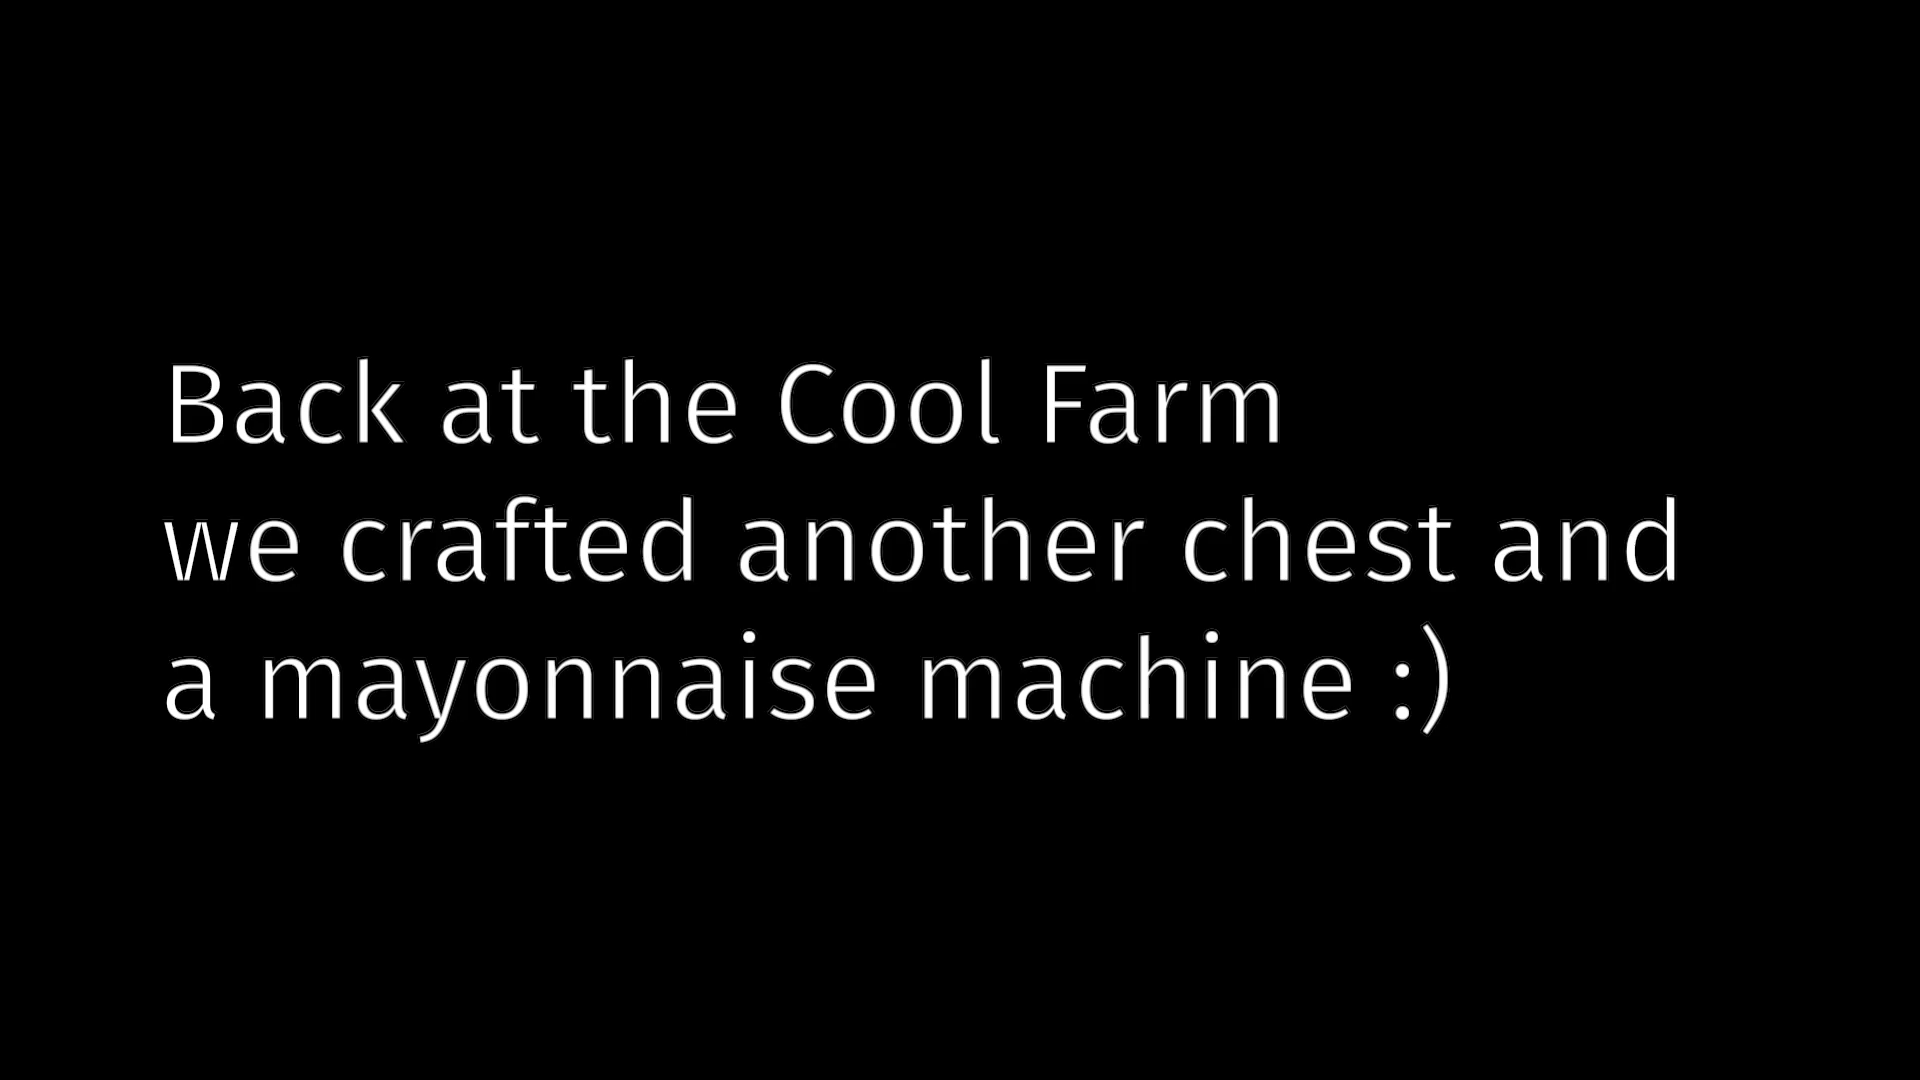 Back at the Cool Farm
we crafted another chest and
a mayonnaise machine :)